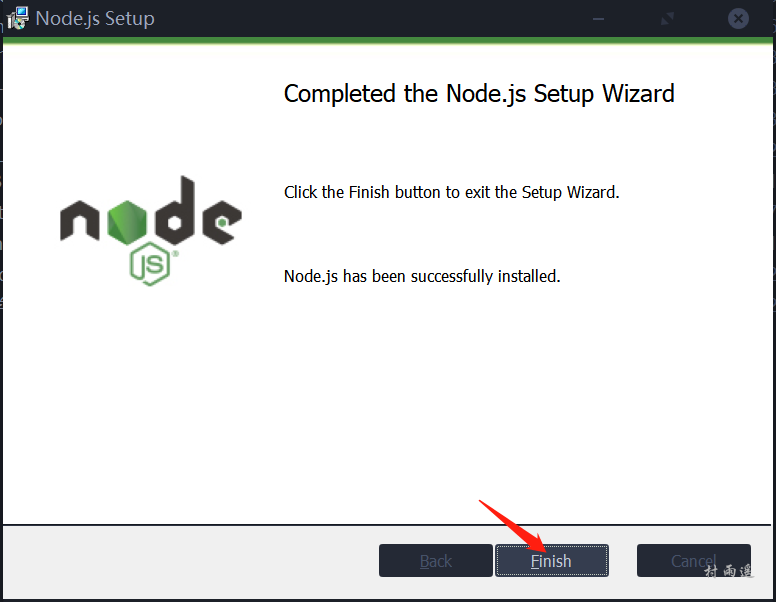 Node.js Setup
Completed the Node.js Setup Wizard
Click the Finish button to exit the Setup Wizard.
node
JS
Node.js has been successfully installed.
Back
Finish
Cancel
村雨遥